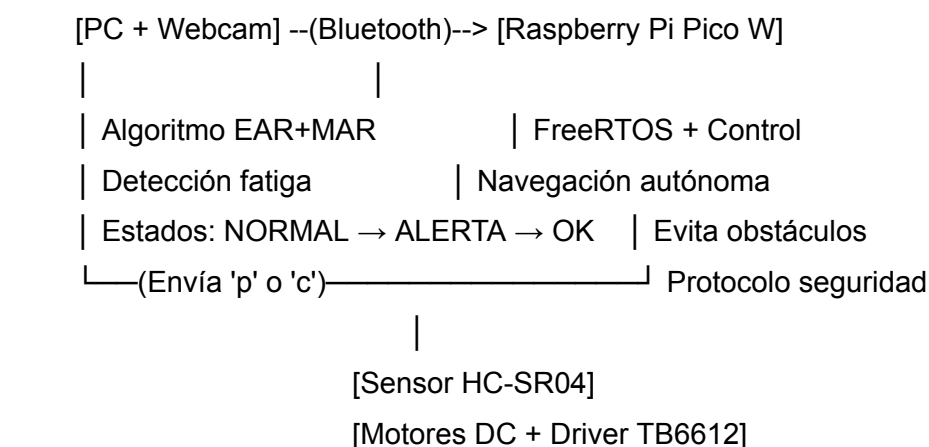 [PC + Webcam] --(Bluetooth)--> [Raspberry Pi Pico W]
│ │
│ Algoritmo EAR+MAR │ FreeRTOS + Control
│ Detección fatiga │ Navegación autónoma
│ Estados: NORMAL → ALERTA → OK │ Evita obstáculos
└──(Envía 'p' o 'c')────────────────┘ Protocolo seguridad
│
[Sensor HC-SR04]
[Motores DC + Driver TB6612]